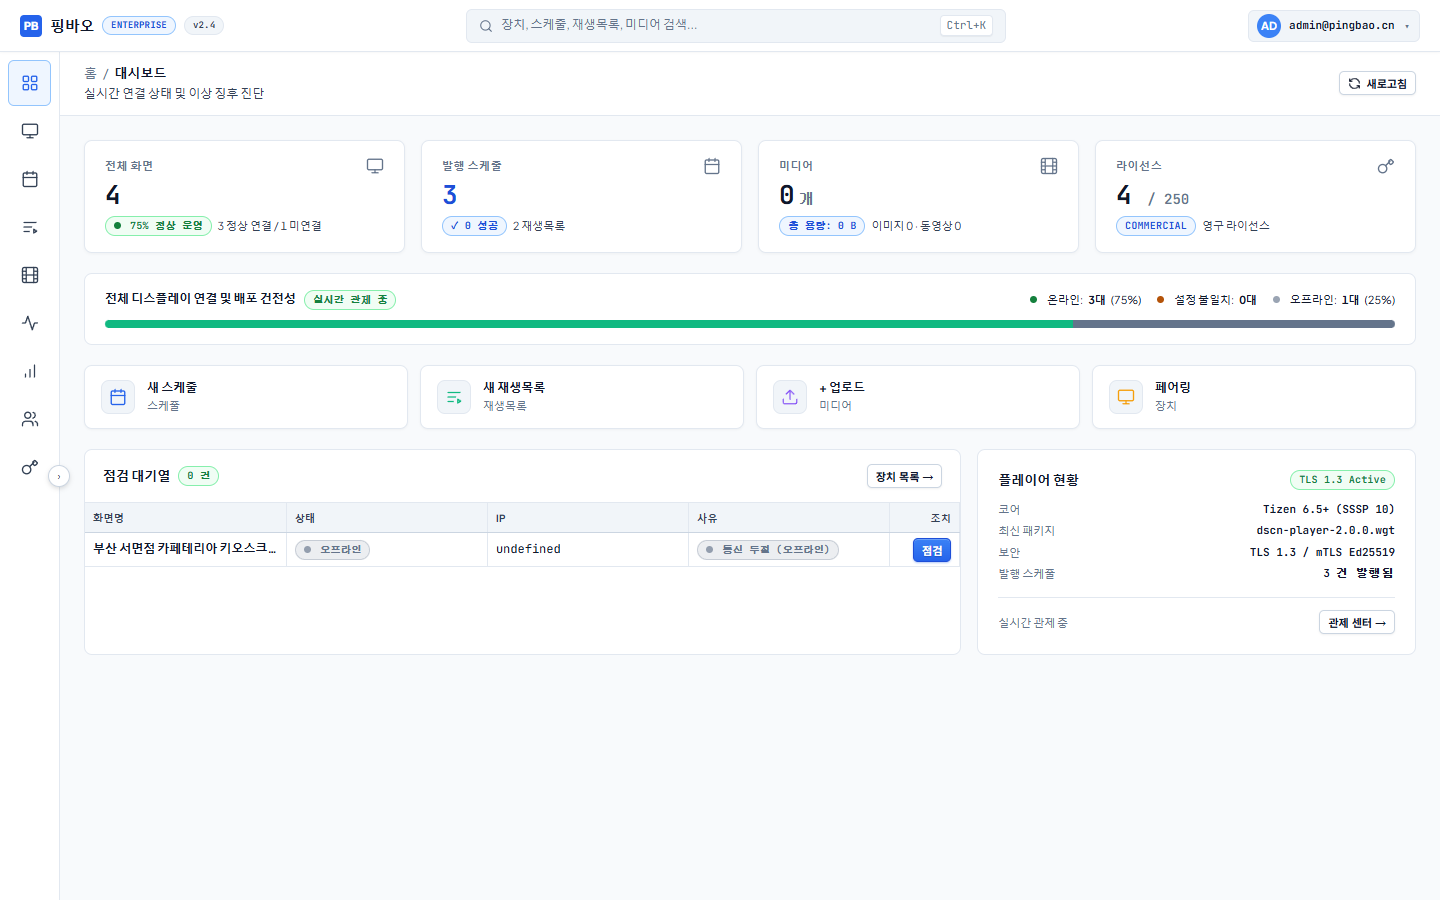 PB 핑바오 ENTERPRISE v2.4
장치, 스케줄, 재생목록, 미디어 검색... Ctrl+K
AD admin@pingbao.cn
홈 / 대시보드
실시간 연결 상태 및 이상 징후 진단
새로고침
전체 화면
4
75% 정상 운영 3 정상 연결 / 1 미연결
발행 스케줄
3
✓ 0 성공 2 재생목록
미디어
0 개
총 용량: 0 B 이미지 0 · 동영상 0
라이선스
4 / 250
COMMERCIAL 영구 라이선스
전체 디스플레이 연결 및 배포 건전성 실시간 관제 중
온라인: 3대 (75%) 설정 불일치: 0대 오프라인: 1대 (25%)
새 스케줄
스케줄
새 재생목록
재생목록
+ 업로드
미디어
페어링
장치
점검 대기열 0 건
장치 목록 →
화면명 상태 IP 사유 조치
부산 서면점 카페테리아 키오스크... 오프라인 undefined 통신 두절 (오프라인) 점검
플레이어 현황 TLS 1.3 Active
코어 Tizen 6.5+ (SSSP 10)
최신 패키지 dscn-player-2.0.0.wgt
보안 TLS 1.3 / mTLS Ed25519
발행 스케줄 3 건 발행됨
실시간 관제 중 관제 센터 →